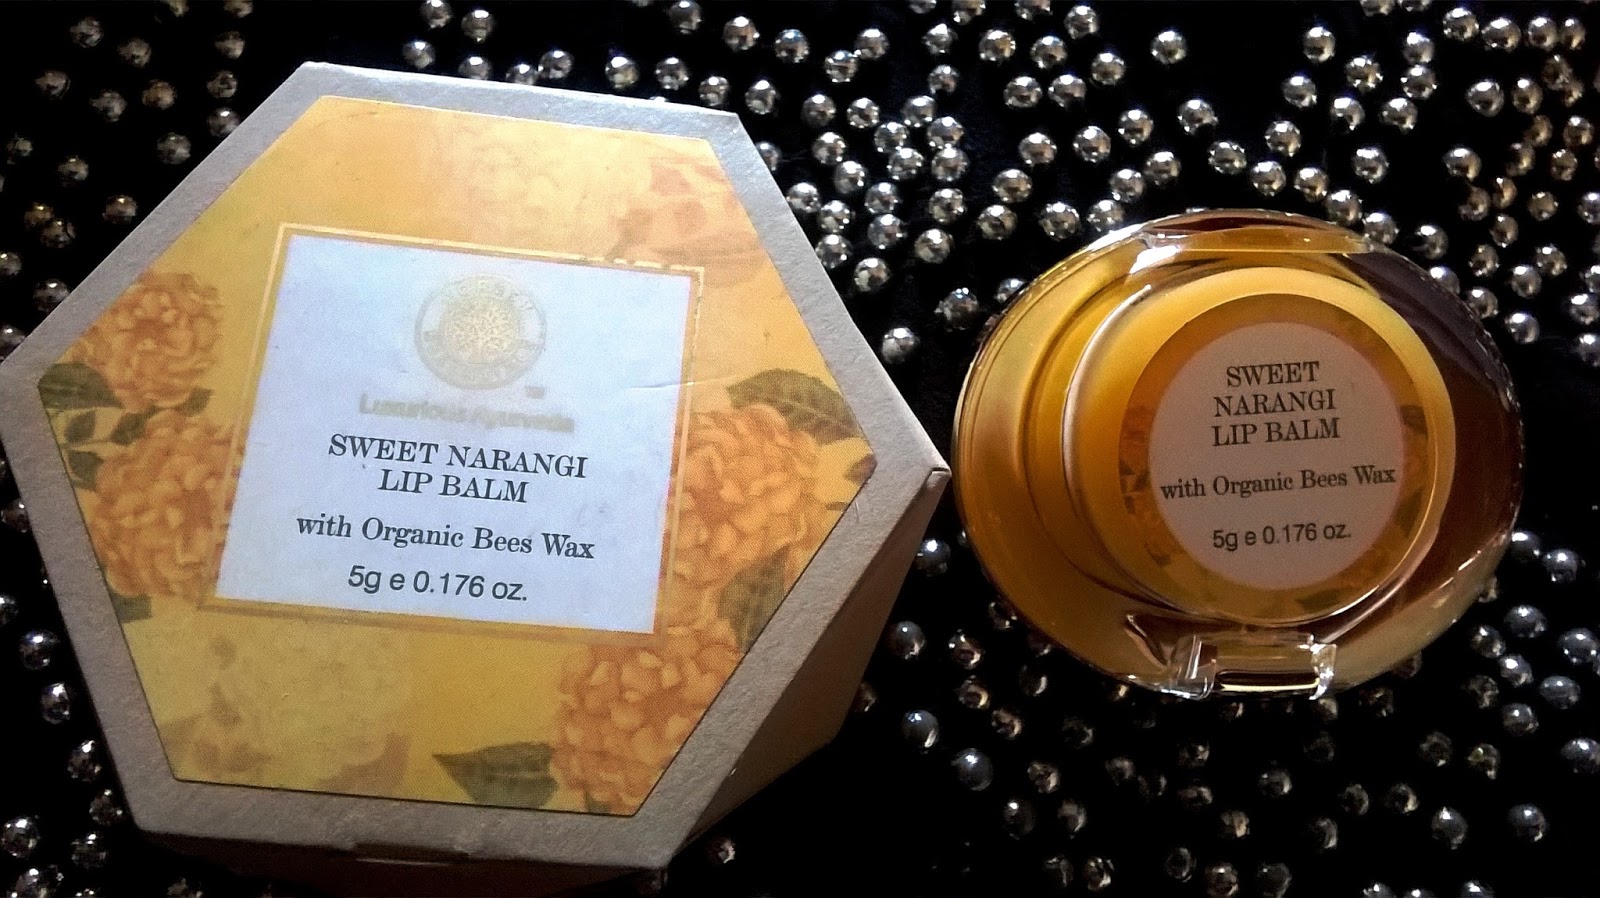 Luxurious Ayurveda
SWEET NARANGI
LIP BALM
with Organic Bees Wax
5g e 0.176 oz.
SWEET
NARANGI
LIP BALM
with Organic Bees Wax
5g e 0.176 oz.